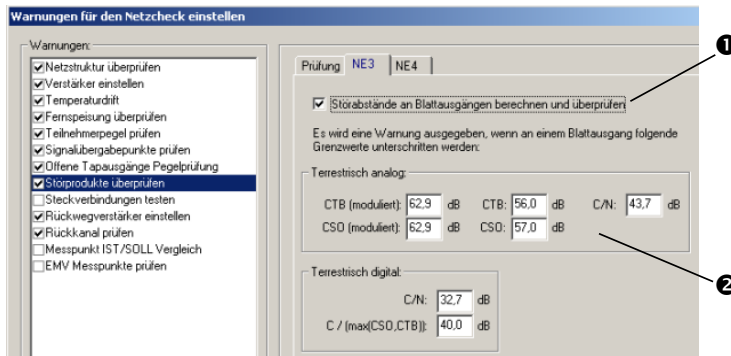 Warnungen für den Netzcheck einstellen
Warnungen:
Netzstruktur überprüfen
Verstärker einstellen
Temperaturdrift
Fernspeisung überprüfen
Teilnehmerpegel prüfen
Signalübergabepunkte prüfen
Offene Tapausgänge Pegelprüfung
Störprodukte überprüfen
Steckverbindungen testen
Rückwegverstärker einstellen
Rückkanal prüfen
Messpunkt IST/SOLL Vergleich
EMV Messpunkte prüfen
Prüfung NE3 NE4
❶
Störabstände an Blattausgängen berechnen und überprüfen
Es wird eine Warnung ausgegeben, wenn an einem Blattausgang folgende
Grenzwerte unterschritten werden:
Terrestrisch analog:
CTB (moduliert): 62,9 dB CTB: 56,0 dB C/N: 43,7 dB
CSO (moduliert): 62,9 dB CSO: 57,0 dB
❷
Terrestrisch digital:
C/N: 32,7 dB
C / (max(CSO,CTB)): 40,0 dB